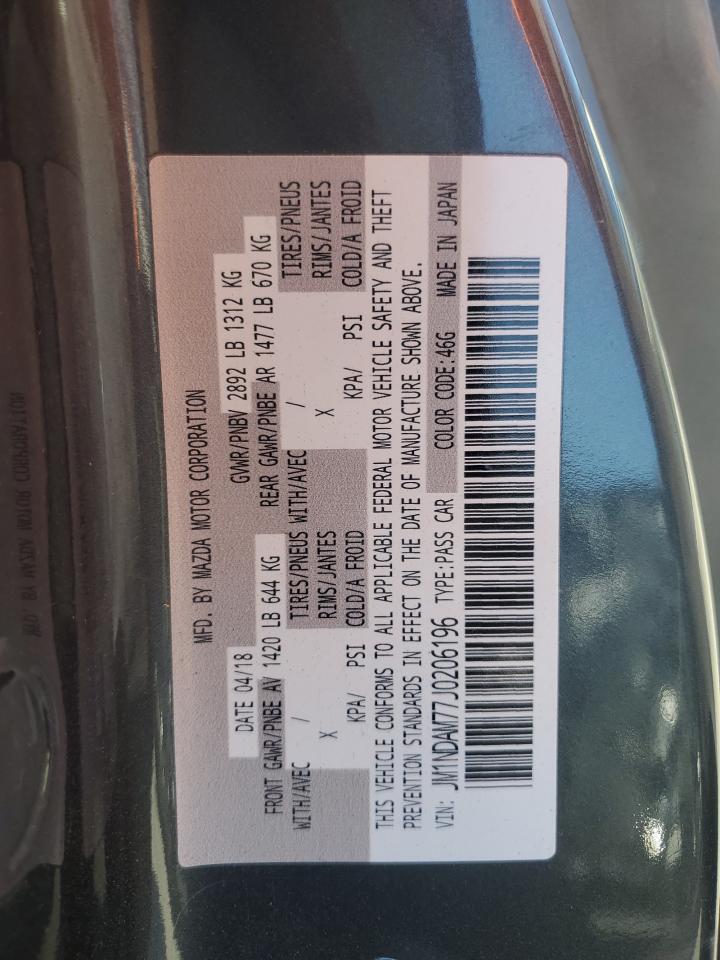 MFD. BY MAZDA MOTOR CORPORATION
DATE 04/18 GVWR/PNBV 2892 LB 1312 KG
FRONT GAWR/PNBE AV 1420 LB 644 KG REAR GAWR/PNBE AR 1477 LB 670 KG
WITH/AVEC / TIRES/PNEUS WITH/AVEC / TIRES/PNEUS
X RIMS/JANTES X RIMS/JANTES
KPA/ PSI COLD/A FROID KPA/ PSI COLD/A FROID
THIS VEHICLE CONFORMS TO ALL APPLICABLE FEDERAL MOTOR VEHICLE SAFETY AND THEFT
PREVENTION STANDARDS IN EFFECT ON THE DATE OF MANUFACTURE SHOWN ABOVE.
VIN: JM1NDAM77J0206196 TYPE:PASS CAR COLOR CODE:46G MADE IN JAPAN